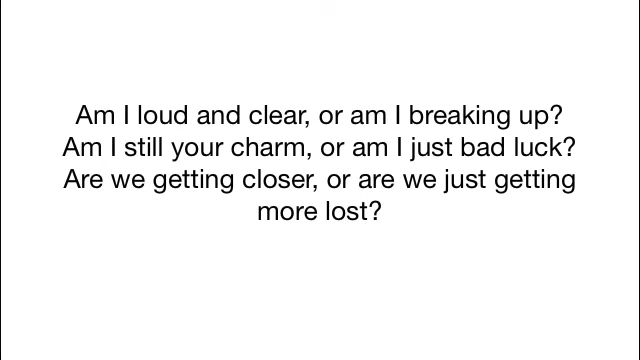 Am I loud and clear, or am I breaking up?
Am I still your charm, or am I just bad luck?
Are we getting closer, or are we just getting
more lost?